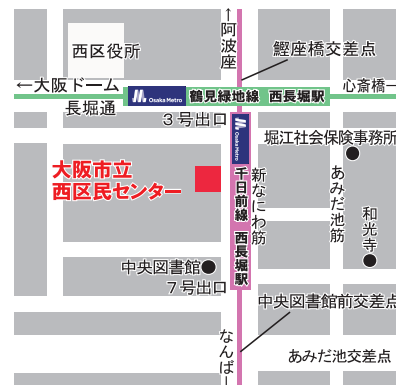 ↑阿波座
西区役所
鰹座橋交差点
←大阪ドーム
心斎橋→
Osaka Metro 鶴見緑地線 西長堀駅
長堀通
3号出口
Osaka Metro
堀江社会保険事務所
大阪市立
西区民センター
千日前線 西長堀駅
新なにわ筋
あみだ池筋
和光寺
中央図書館
7号出口
中央図書館前交差点
なんば↓
あみだ池交差点